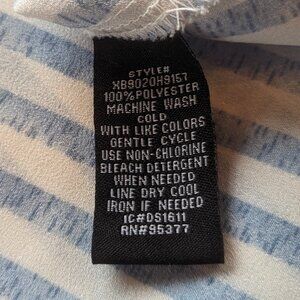 STYLE#
XB9020H9157
100%POLYESTER
MACHINE WASH
COLD
WITH LIKE COLORS
GENTLE CYCLE
USE NON-CHLORINE
BLEACH DETERGENT
WHEN NEEDED
LINE DRY COOL
IRON IF NEEDED
IC#DS1611
RN#95377